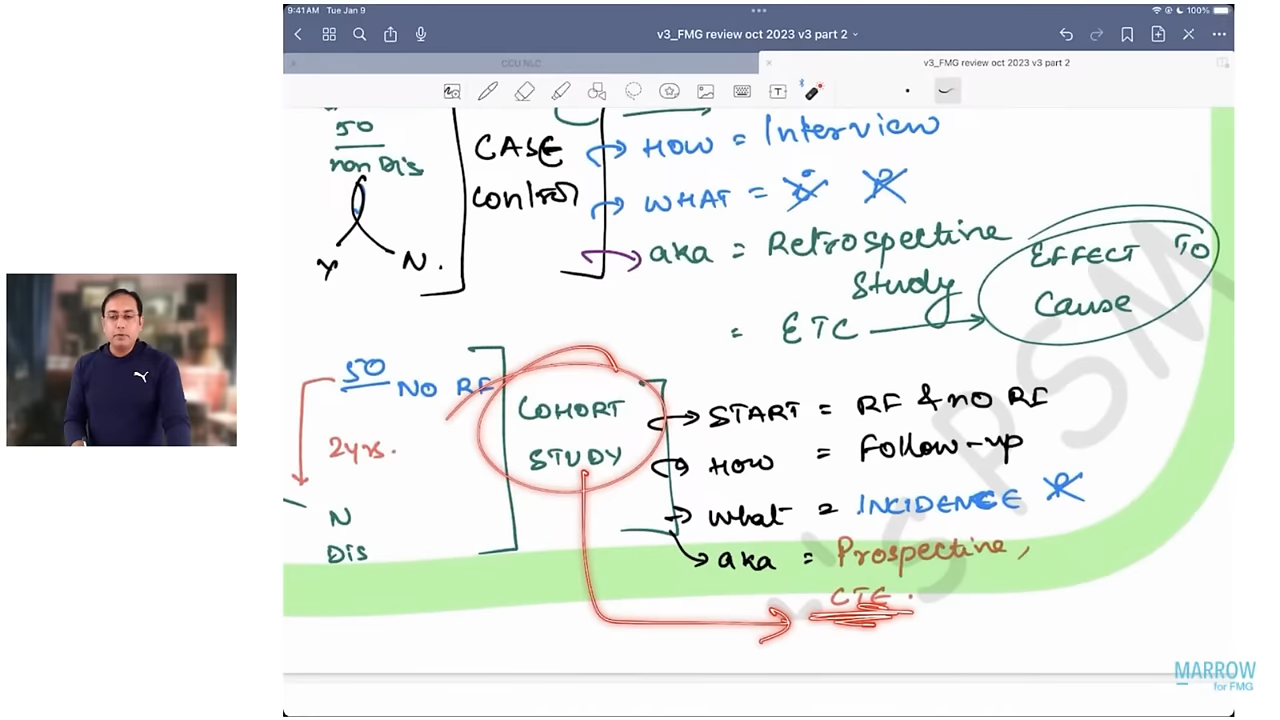 9:41 AM Tue Jan 9
100%
v3_FMG review oct 2023 v3 part 2
CCU NLC
v3_FMG review oct 2023 v3 part 2
50
non Dis
Y
N.
CASE
Control
HOW = Interview
WHAT =
aka = Retrospective
Study
= ETC
EFFECT TO
Cause
50 NO RF
2yrs.
N
Dis
COHORT
STUDY
START = RF & no RF
HOW = Follow-up
What = INCIDENCE
aka = Prospective,
CTE.
PSM
MARROW
for FMG